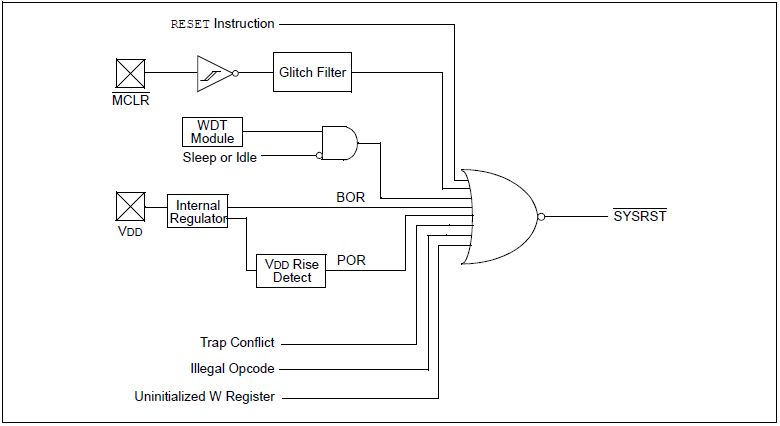 RESET Instruction
Glitch Filter
MCLR
WDT
Module
Sleep or Idle
BOR
Internal
Regulator
VDD
SYSRST
VDD Rise
Detect
POR
Trap Conflict
Illegal Opcode
Uninitialized W Register